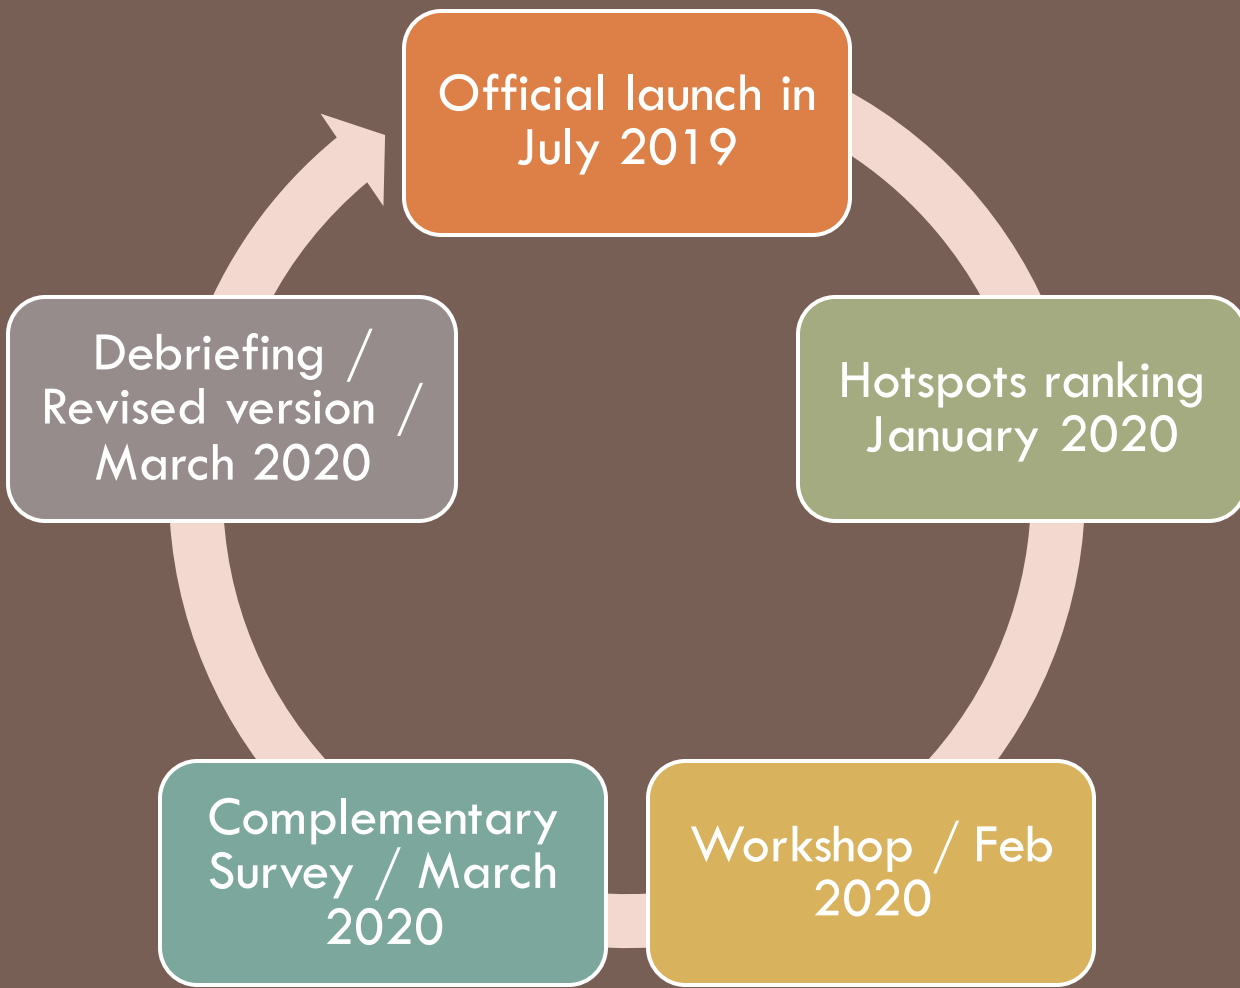 Official launch in
July 2019
Hotspots ranking
January 2020
Workshop / Feb
2020
Complementary
Survey / March
2020
Debriefing /
Revised version /
March 2020